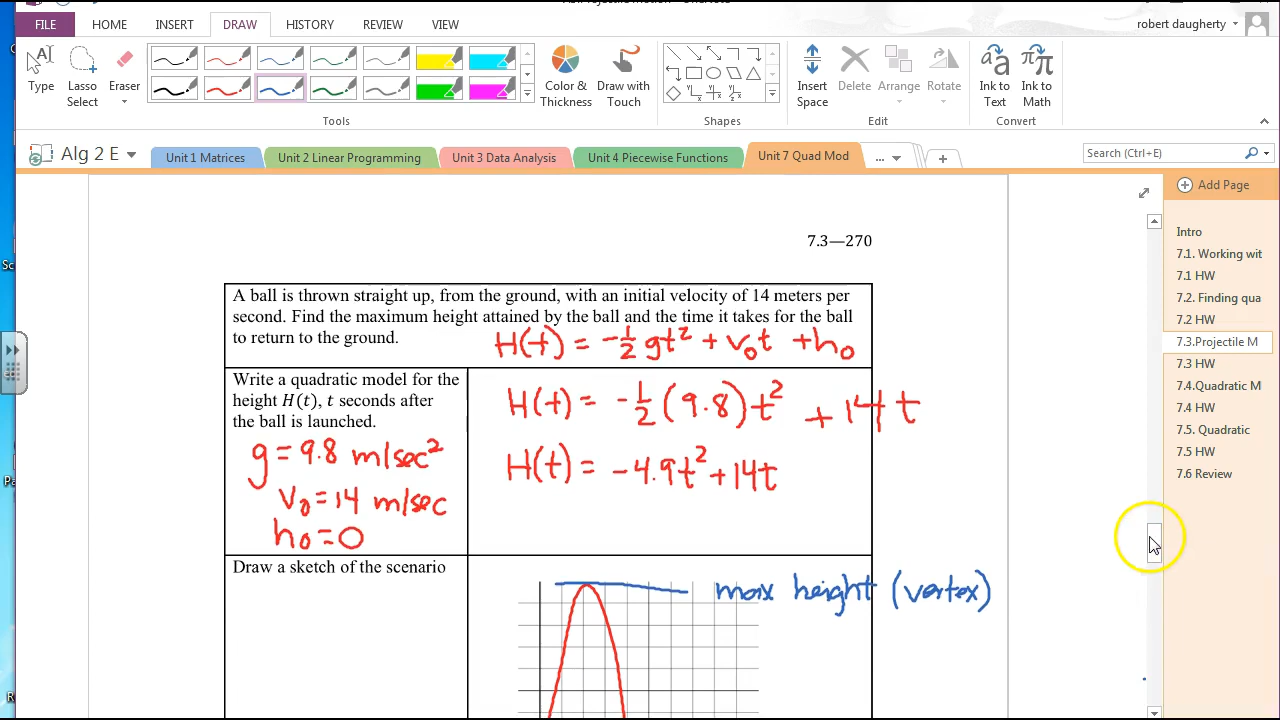 FILE HOME INSERT DRAW HISTORY REVIEW VIEW robert daugherty
Type Lasso Select Eraser Color & Thickness Draw with Touch Insert Space Delete Arrange Rotate Ink to Text Ink to Math
Tools Shapes Edit Convert
Alg 2 E Unit 1 Matrices Unit 2 Linear Programming Unit 3 Data Analysis Unit 4 Piecewise Functions Unit 7 Quad Mod ... Search (Ctrl+E)
Add Page
Intro
7.1. Working wit
7.1 HW
7.2. Finding qua
7.2 HW
7.3.Projectile M
7.3 HW
7.4.Quadratic M
7.4 HW
7.5. Quadratic
7.5 HW
7.6 Review
7.3—270
A ball is thrown straight up, from the ground, with an initial velocity of 14 meters per
second. Find the maximum height attained by the ball and the time it takes for the ball
to return to the ground.
H(t) = -½gt² + v₀t + h₀
Write a quadratic model for the
height H(t), t seconds after
the ball is launched.
g = 9.8 m/sec²
v₀ = 14 m/sec
h₀ = 0
H(t) = -½(9.8)t² + 14t
H(t) = -4.9t² + 14t
Draw a sketch of the scenario
max height (vertex)